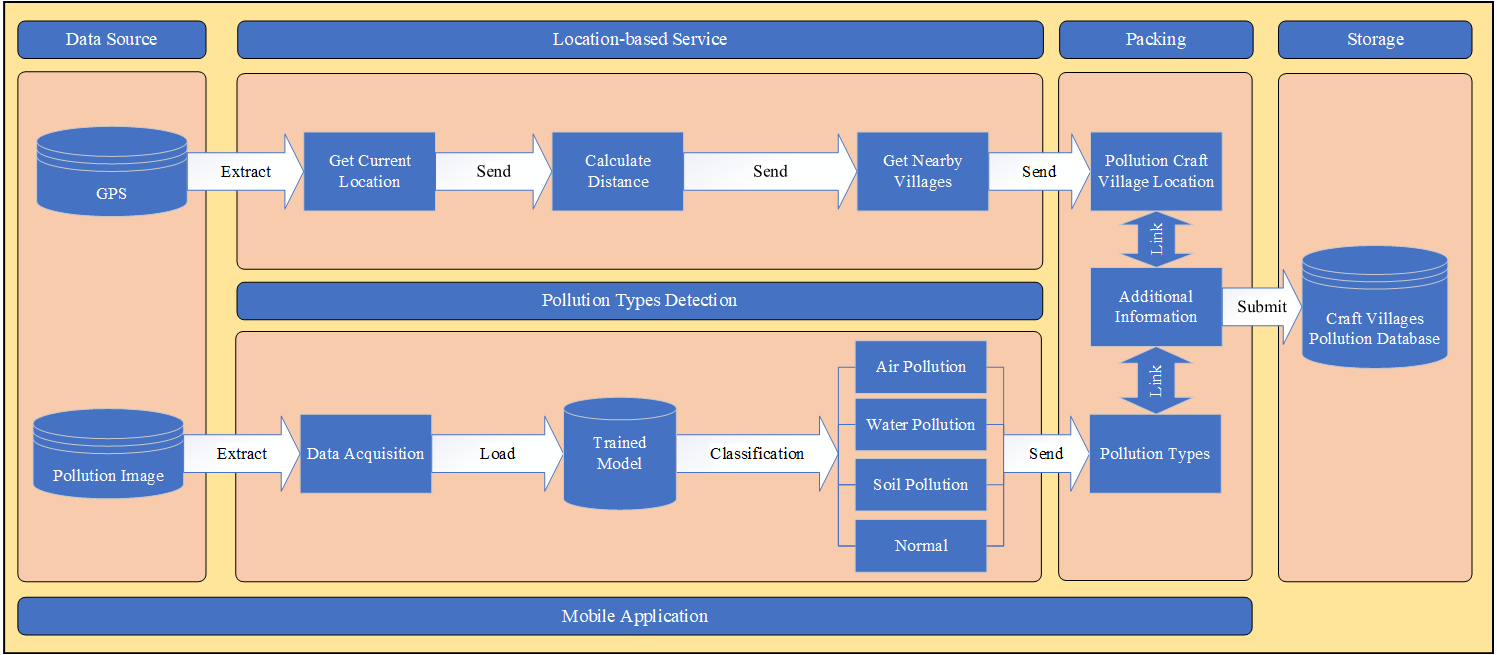 Data Source
Location-based Service
Packing
Storage
GPS
Extract
Get Current
Location
Send
Calculate
Distance
Send
Get Nearby
Villages
Send
Pollution Craft
Village Location
Link
Additional
Information
Submit
Craft Villages
Pollution Database
Link
Pollution Types Detection
Pollution Image
Extract
Data Acquisition
Load
Trained
Model
Classification
Air Pollution
Water Pollution
Soil Pollution
Normal
Send
Pollution Types
Mobile Application